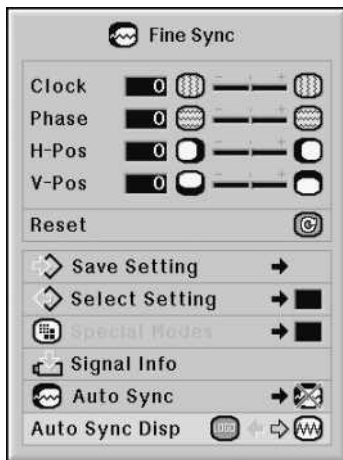 Fine Sync
Clock 0
Phase 0
H-Pos 0
V-Pos 0
Reset
Save Setting
Select Setting
Special Modes
Signal Info
Auto Sync
Auto Sync Disp LOGO